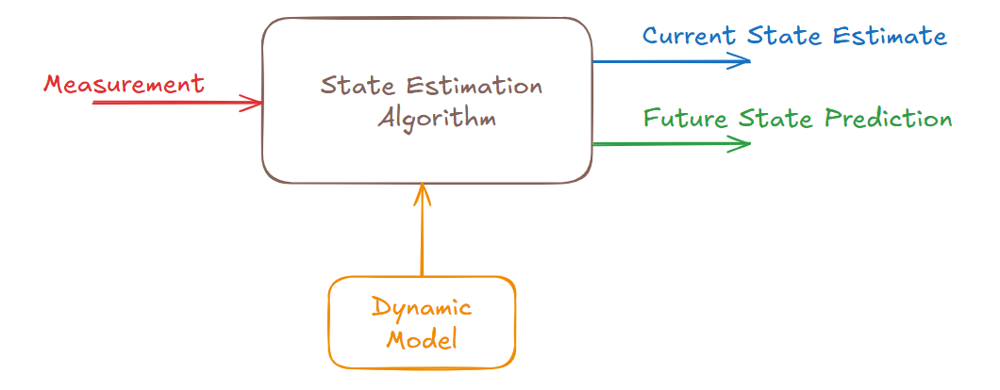 Measurement
State Estimation
Algorithm
Current State Estimate
Future State Prediction
Dynamic
Model